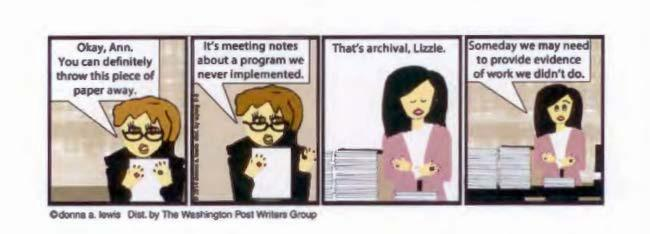 Okay, Ann.
You can definitely
throw this piece of
paper away.
It's meeting notes
about a program we
never implemented.
That's archival, Lizzie.
Someday we may need
to provide evidence
of work we didn't do.
©donna a. lewis Dist. by The Washington Post Writers Group